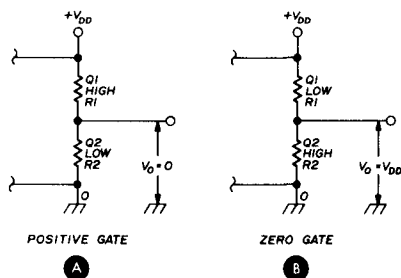 +VDD
Q1
HIGH
R1
Q2
LOW
R2
VO = O
O
POSITIVE GATE
A
+VDD
Q1
LOW
R1
Q2
HIGH
R2
VO = VDD
O
ZERO GATE
B